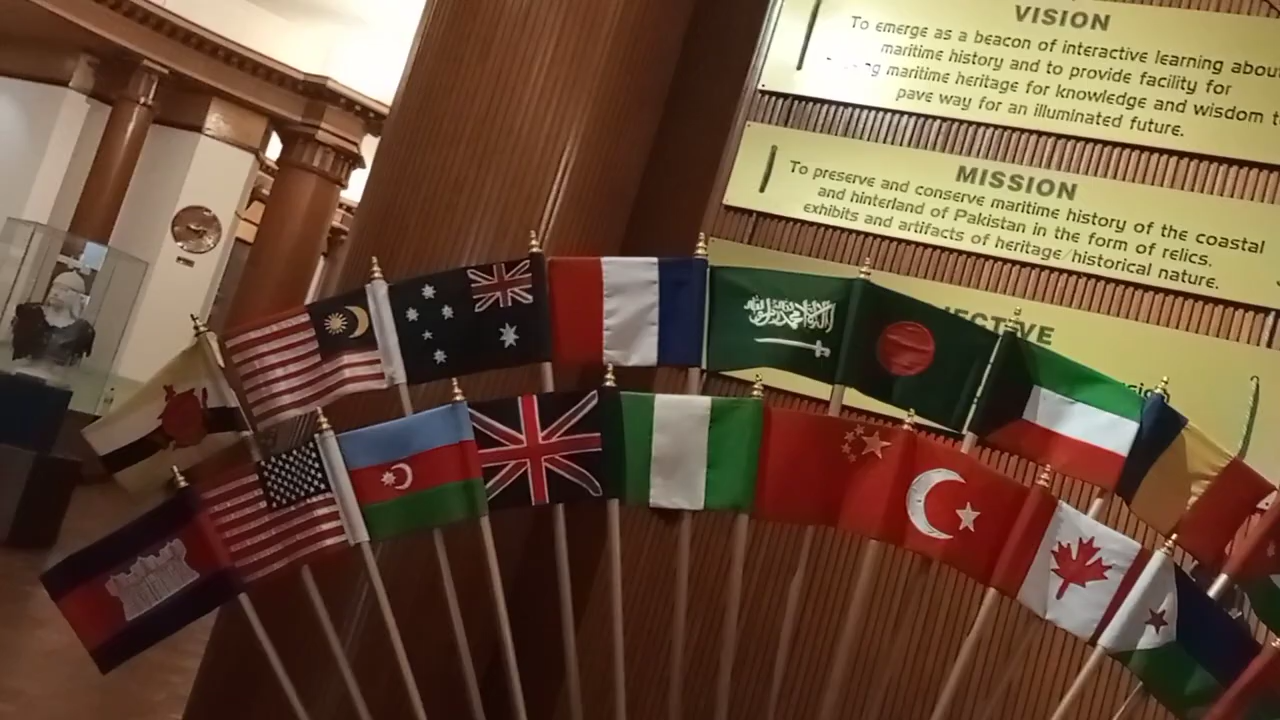 VISION
To emerge as a beacon of interactive learning about
maritime history and to provide facility for
maritime heritage for knowledge and wisdom
pave way for an illuminated future.
MISSION
To preserve and conserve maritime history of the coastal
and hinterland of Pakistan in the form of relics,
exhibits and artifacts of heritage/historical nature.